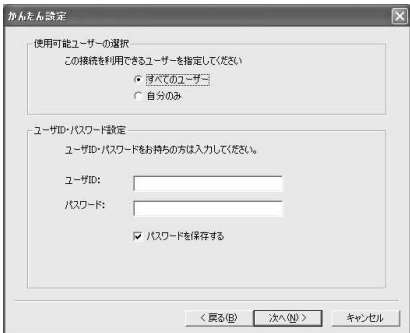 かんたん設定
使用可能ユーザーの選択
この接続を利用できるユーザーを指定してください
すべてのユーザー
自分のみ
ユーザID・パスワード設定
ユーザID・パスワードをお持ちの方は入力してください。
ユーザID:
パスワード:
パスワードを保存する
< 戻る(B) 次へ(N) > キャンセル